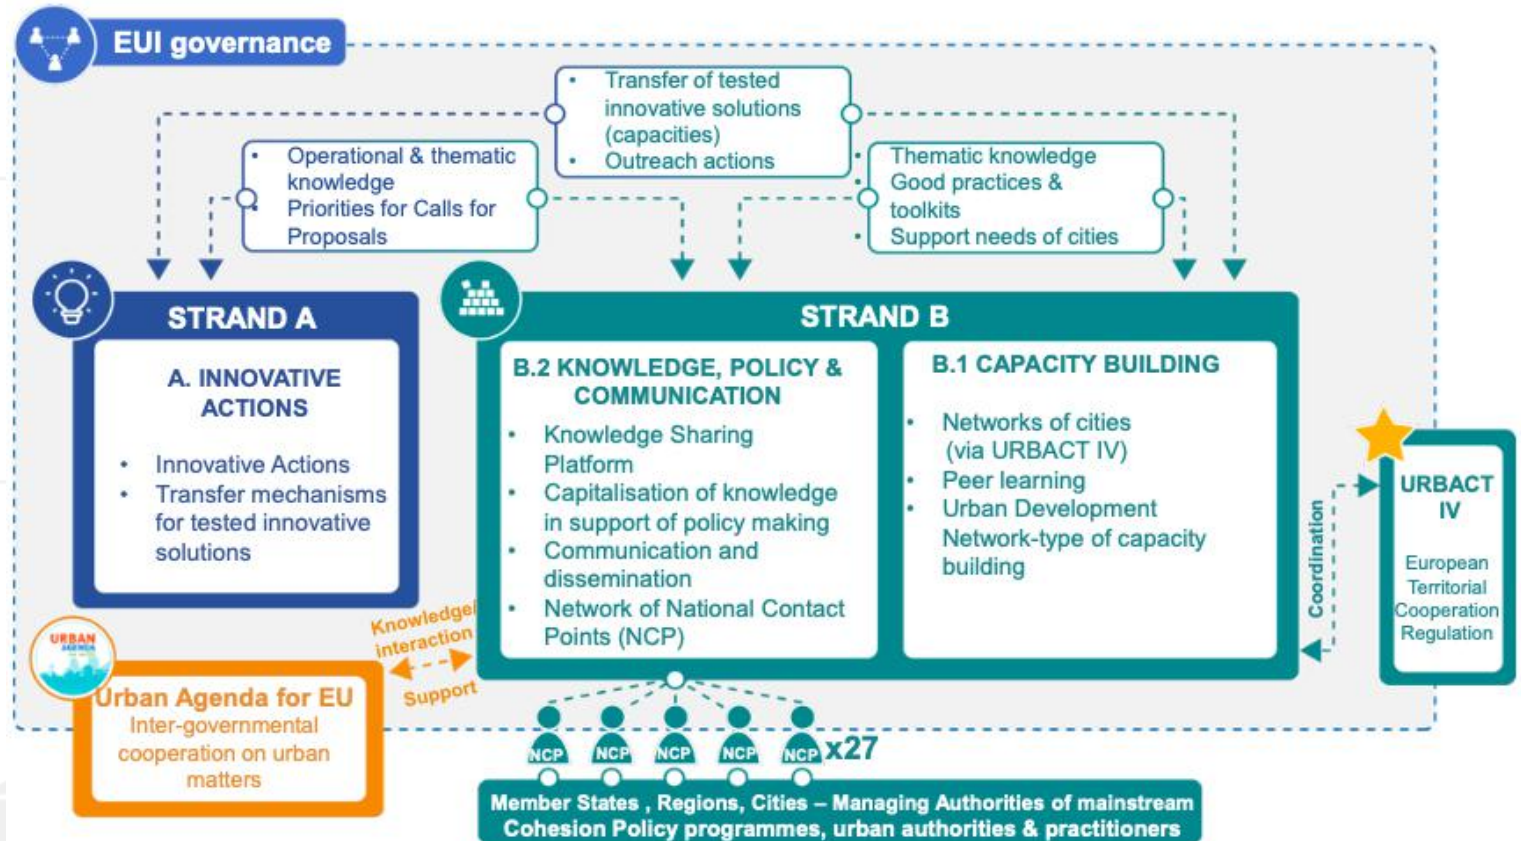 EUI governance
• Transfer of tested
innovative solutions
(capacities)
• Outreach actions
• Operational & thematic
knowledge
• Priorities for Calls for
Proposals
• Thematic knowledge
• Good practices &
toolkits
• Support needs of cities
STRAND A
A. INNOVATIVE
ACTIONS
• Innovative Actions
• Transfer mechanisms
for tested innovative
solutions
STRAND B
B.2 KNOWLEDGE, POLICY &
COMMUNICATION
• Knowledge Sharing
Platform
• Capitalisation of knowledge
in support of policy making
• Communication and
dissemination
• Network of National Contact
Points (NCP)
B.1 CAPACITY BUILDING
• Networks of cities
(via URBACT IV)
• Peer learning
• Urban Development
Network-type of capacity
building
Coordination
URBACT
IV
European
Territorial
Cooperation
Regulation
Knowledge/
interaction
Support
URBAN
AGENDA
Urban Agenda for EU
Inter-governmental
cooperation on urban
matters
NCP NCP NCP NCP NCP x27
Member States , Regions, Cities – Managing Authorities of mainstream
Cohesion Policy programmes, urban authorities & practitioners